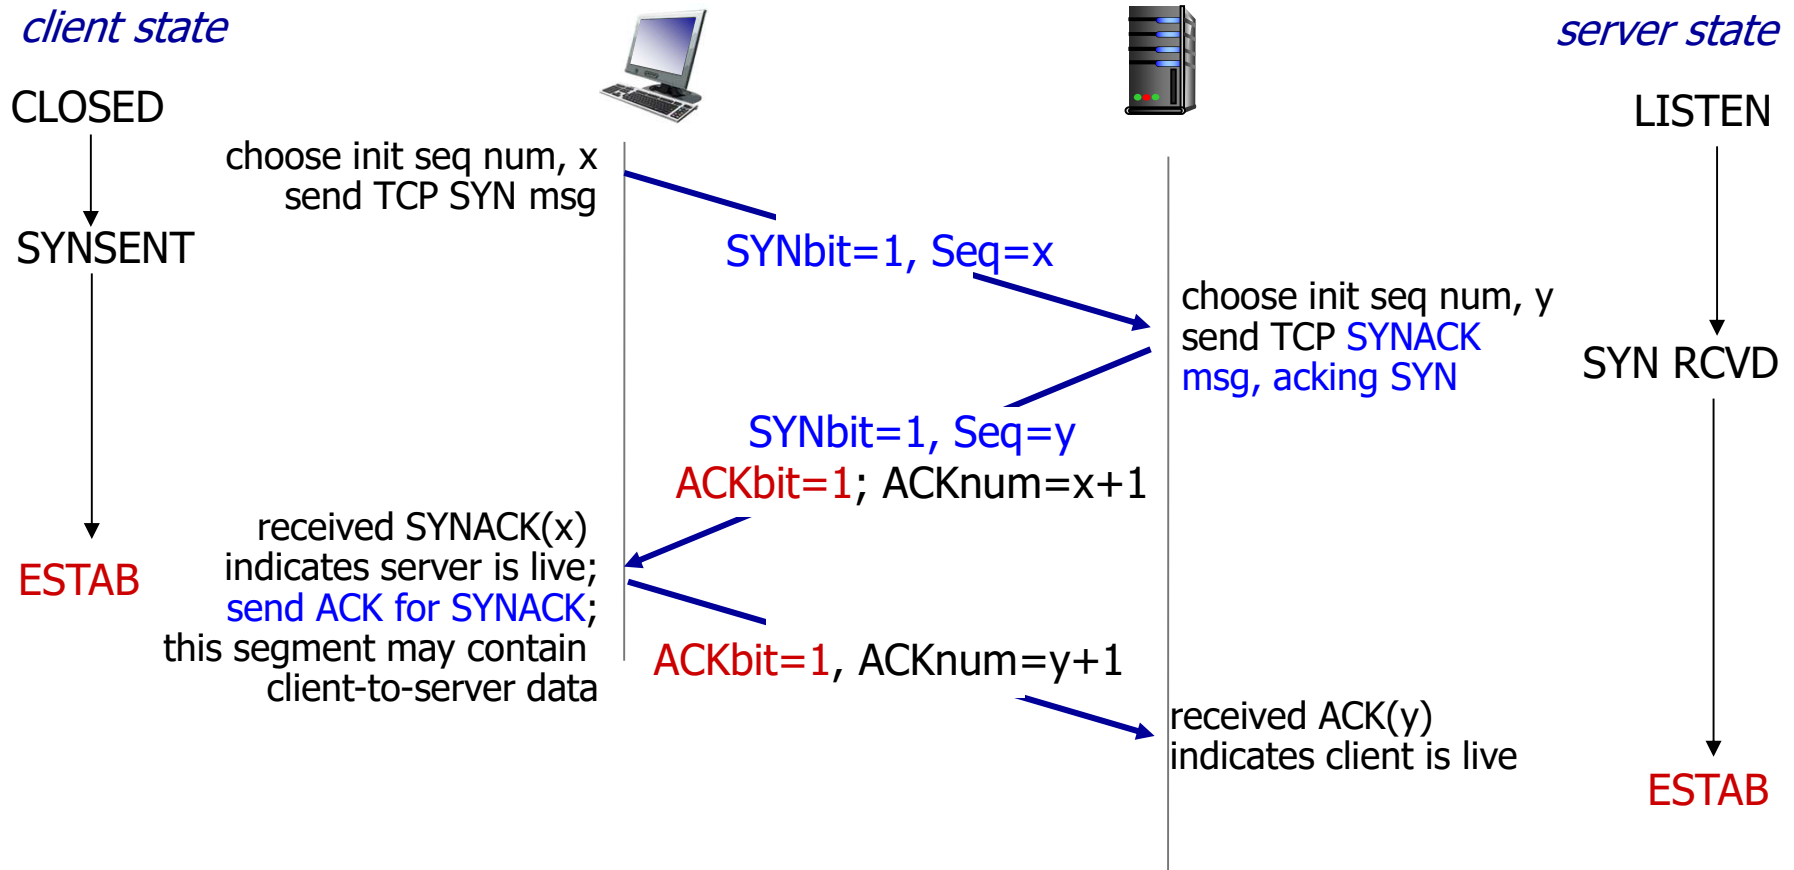 client state
server state
CLOSED
LISTEN
choose init seq num, x
send TCP SYN msg
SYNSENT
SYNbit=1, Seq=x
choose init seq num, y
send TCP SYNACK
msg, acking SYN
SYN RCVD
SYNbit=1, Seq=y
ACKbit=1; ACKnum=x+1
received SYNACK(x)
indicates server is live;
send ACK for SYNACK;
this segment may contain
client-to-server data
ESTAB
ACKbit=1, ACKnum=y+1
received ACK(y)
indicates client is live
ESTAB